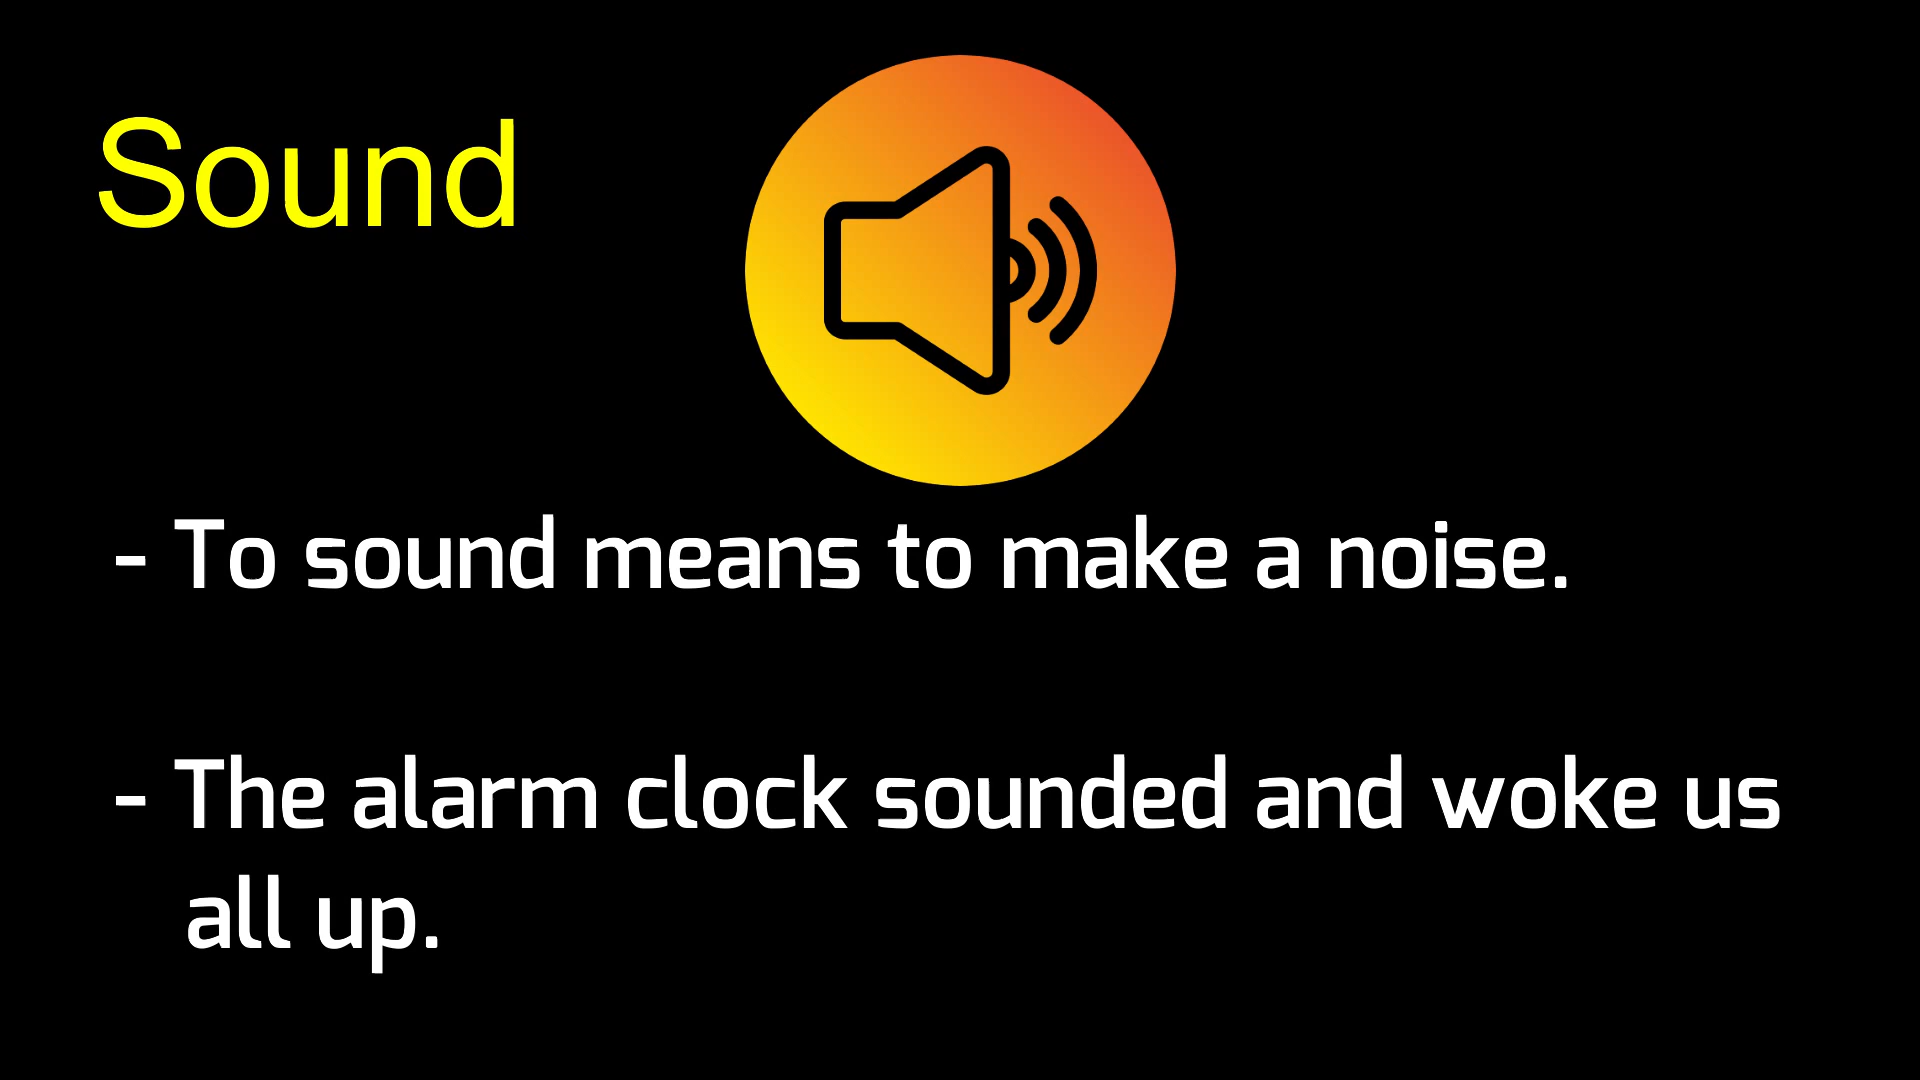 Sound
- To sound means to make a noise.
- The alarm clock sounded and woke us
all up.